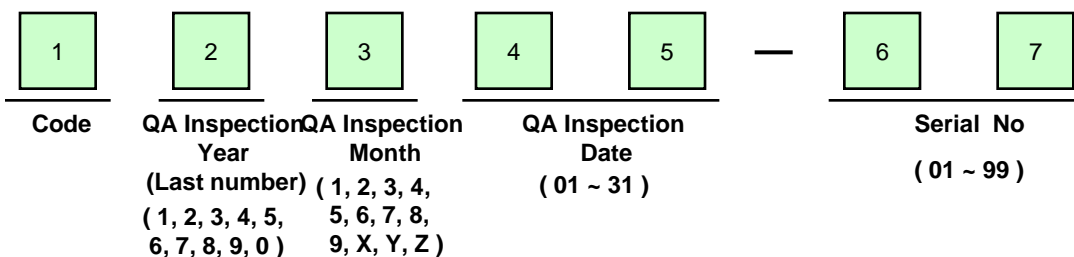 1 2 3 4 5 — 6 7
Code QA Inspection QA Inspection QA Inspection Serial No
Year Month Date
(Last number) ( 1, 2, 3, 4, ( 01 ~ 31 ) ( 01 ~ 99 )
( 1, 2, 3, 4, 5, 5, 6, 7, 8,
6, 7, 8, 9, 0 ) 9, X, Y, Z )